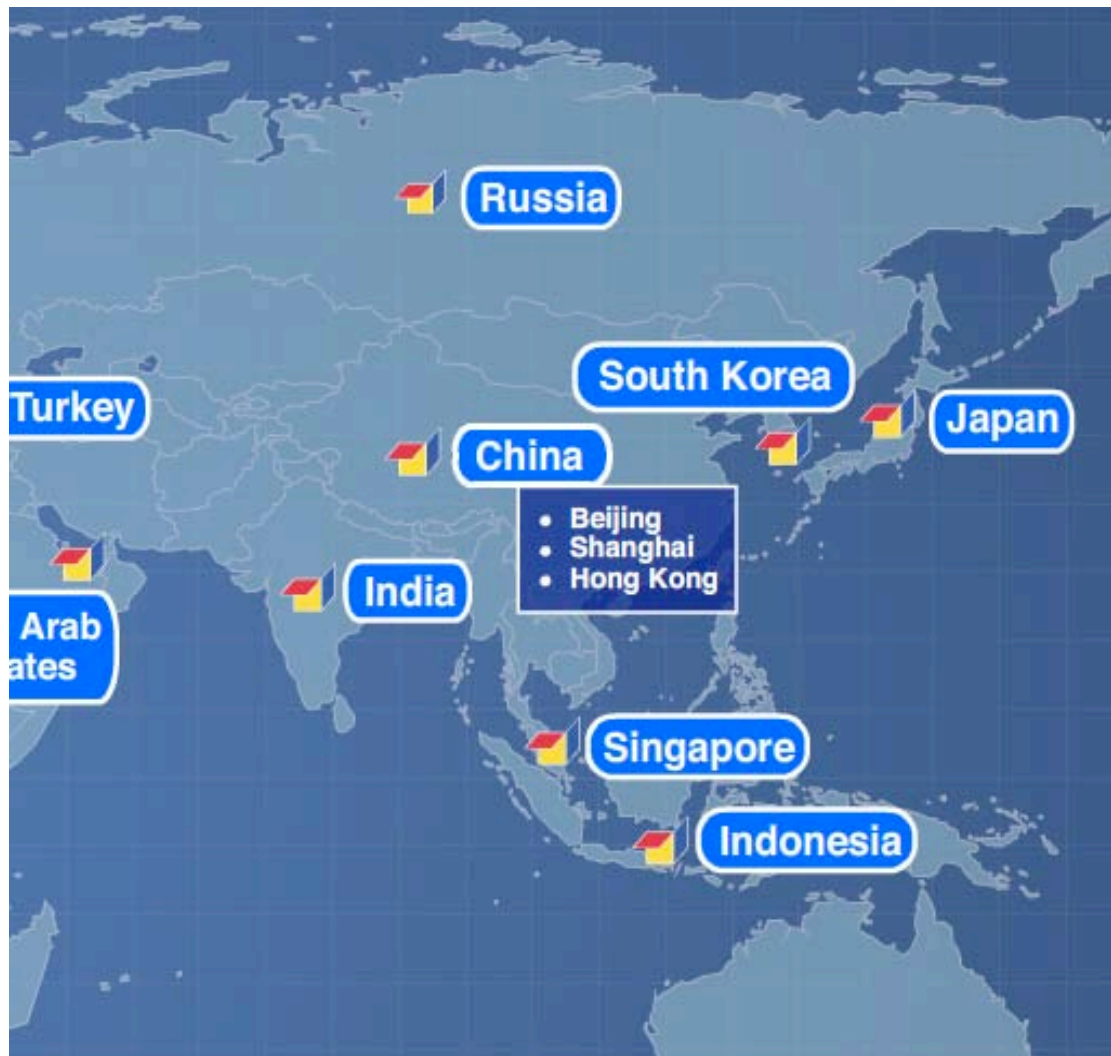 Russia
South Korea
Turkey
Japan
China
• Beijing
• Shanghai
• Hong Kong
India
Arab
ates
Singapore
Indonesia